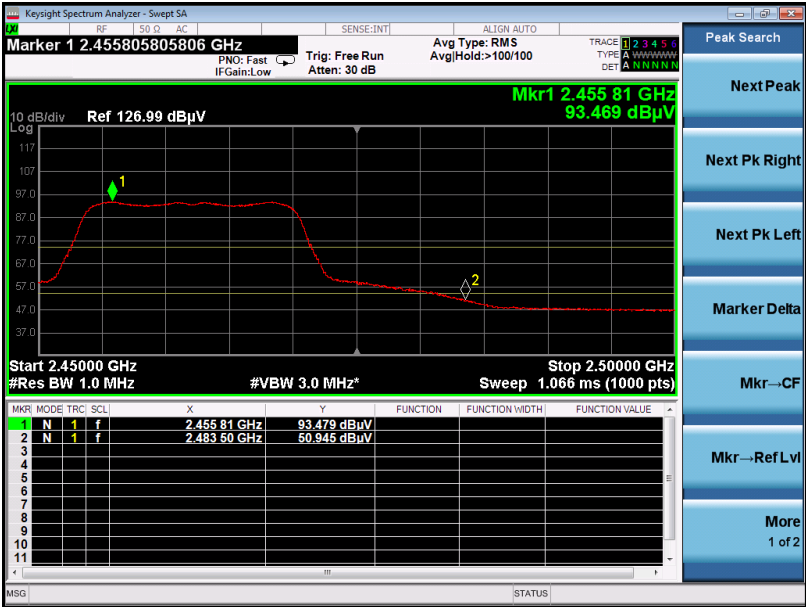 Keysight Spectrum Analyzer - Swept SA
LXI RF 50 Ω AC SENSE:INT ALIGN AUTO
Marker 1 2.455805805806 GHz
PNO: Fast
IFGain:Low
Trig: Free Run
Atten: 30 dB
Avg Type: RMS
Avg|Hold:>100/100
TRACE 1 2 3 4 5 6
TYPE A WWWWW
DET A N N N N N
Peak Search
Next Peak
Next Pk Right
Next Pk Left
Marker Delta
Mkr→CF
Mkr→Ref Lvl
More
1 of 2
Mkr1 2.455 81 GHz
93.469 dBµV
10 dB/div Ref 126.99 dBµV
Log
117
107
97.0
87.0
77.0
67.0
57.0
47.0
37.0
1
2
Start 2.45000 GHz Stop 2.50000 GHz
#Res BW 1.0 MHz #VBW 3.0 MHz* Sweep 1.066 ms (1000 pts)
MKR MODE TRC SCL X Y FUNCTION FUNCTION WIDTH FUNCTION VALUE
1 N 1 f 2.455 81 GHz 93.479 dBµV
2 N 1 f 2.483 50 GHz 50.945 dBµV
3
4
5
6
7
8
9
10
11
MSG STATUS